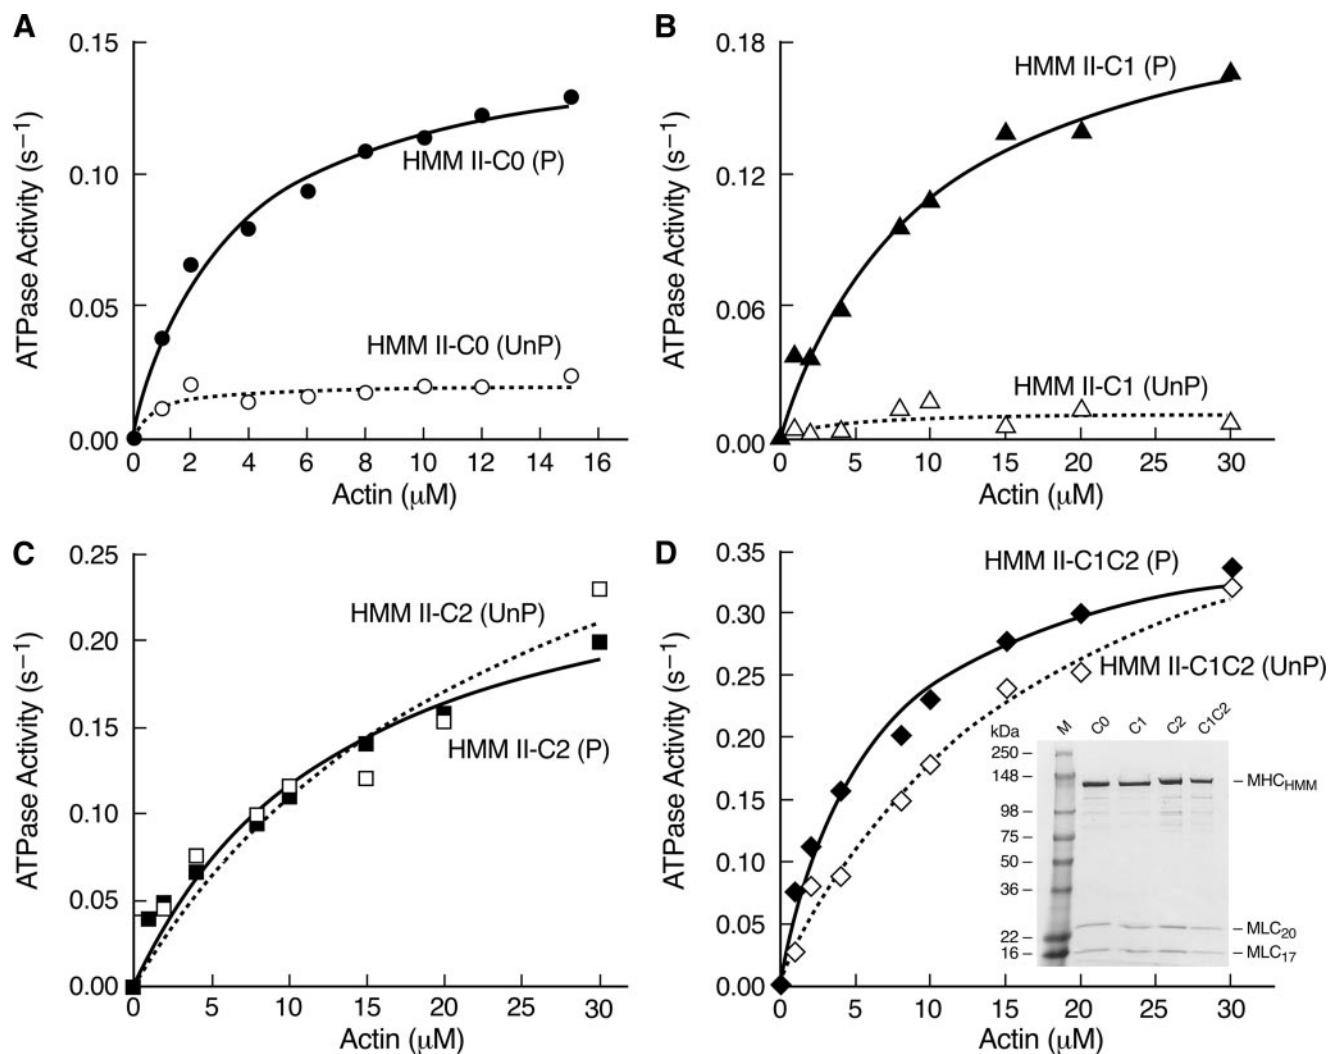 A
ATPase Activity (s−1)
0.15
0.10
0.05
0.00
HMM II-C0 (P)
HMM II-C0 (UnP)
0 2 4 6 8 10 12 14 16
Actin (μM)
B
ATPase Activity (s−1)
0.18
0.12
0.06
0.00
HMM II-C1 (P)
HMM II-C1 (UnP)
0 5 10 15 20 25 30
Actin (μM)
C
ATPase Activity (s−1)
0.25
0.20
0.15
0.10
0.05
0.00
HMM II-C2 (UnP)
HMM II-C2 (P)
0 5 10 15 20 25 30
Actin (μM)
D
ATPase Activity (s−1)
0.35
0.30
0.25
0.20
0.15
0.10
0.05
0.00
HMM II-C1C2 (P)
HMM II-C1C2 (UnP)
kDa M C0 C1 C2 C1C2
250
148
98
75
50
36
22
16
MHCHMM
MLC20
MLC17
0 5 10 15 20 25 30
Actin (μM)